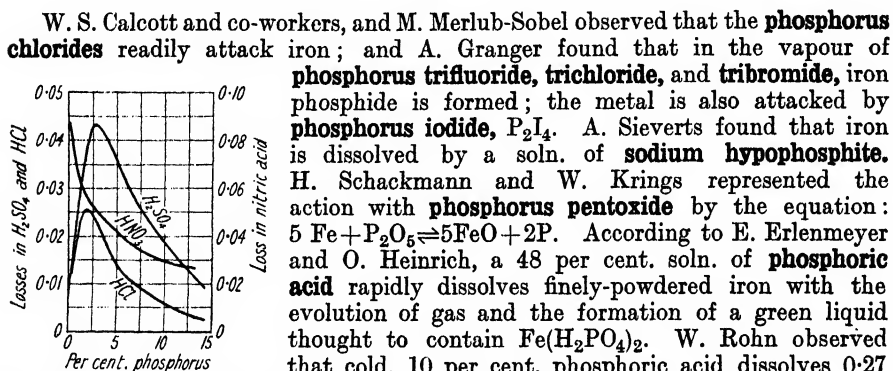 W. S. Calcott and co-workers, and M. Merlub-Sobel observed that the phosphorus
chlorides readily attack iron; and A. Granger found that in the vapour of
phosphorus trifluoride, trichloride, and tribromide, iron
phosphide is formed; the metal is also attacked by
phosphorus iodide, P₂I₄. A. Sieverts found that iron
is dissolved by a soln. of sodium hypophosphite.
H. Schackmann and W. Krings represented the
action with phosphorus pentoxide by the equation:
5 Fe+P₂O₅⇌5FeO+2P. According to E. Erlenmeyer
and O. Heinrich, a 48 per cent. soln. of phosphoric
acid rapidly dissolves finely-powdered iron with the
evolution of gas and the formation of a green liquid
thought to contain Fe(H₂PO₄)₂. W. Rohn observed
that cold, 10 per cent. phosphoric acid dissolves 0·27
Losses in H₂SO₄ and HCl
0·05
0·04
0·03
0·02
0·01
0
0·10
0·08
0·06
0·04
0·02
0
Loss in nitric acid
H₂SO₄
HNO₃
HCl
0 5 10 15
Per cent. phosphorus